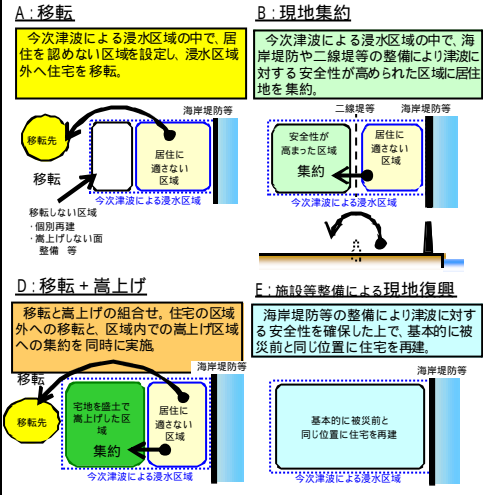 A:移転
今次津波による浸水区域の中で、居
住を認めない区域を設定し、浸水区域
外へ住宅を移転。
海岸堤防等
移転先
移転
居住に
適さない
区域
今次津波による浸水区域
移転しない区域
・個別再建
・嵩上げしない面
整備 等
B:現地集約
今次津波による浸水区域の中で、海
岸堤防や二線堤等の整備により津波に
対する安全性が高められた区域に居住
を集約。
二線堤等
海岸堤防等
安全性が
高まった区域
集約
居住に
適さない
区域
今次津波による浸水区域
D:移転+嵩上げ
移転と嵩上げの組合せ。住宅の区域
外への移転と、区域内での嵩上げ区域
への集約を同時に実施。
海岸堤防等
移転
移転先
宅地を盛土で
嵩上げした区
域
集約
居住に
適さない
区域
今次津波による浸水区域
E:施設等整備による現地復興
海岸堤防等の整備により津波に対す
る安全性を確保した上で、基本的に被
災前と同じ位置に住宅を再建。
海岸堤防等
基本的に被災前と
同じ位置に住宅を再建
今次津波による浸水区域